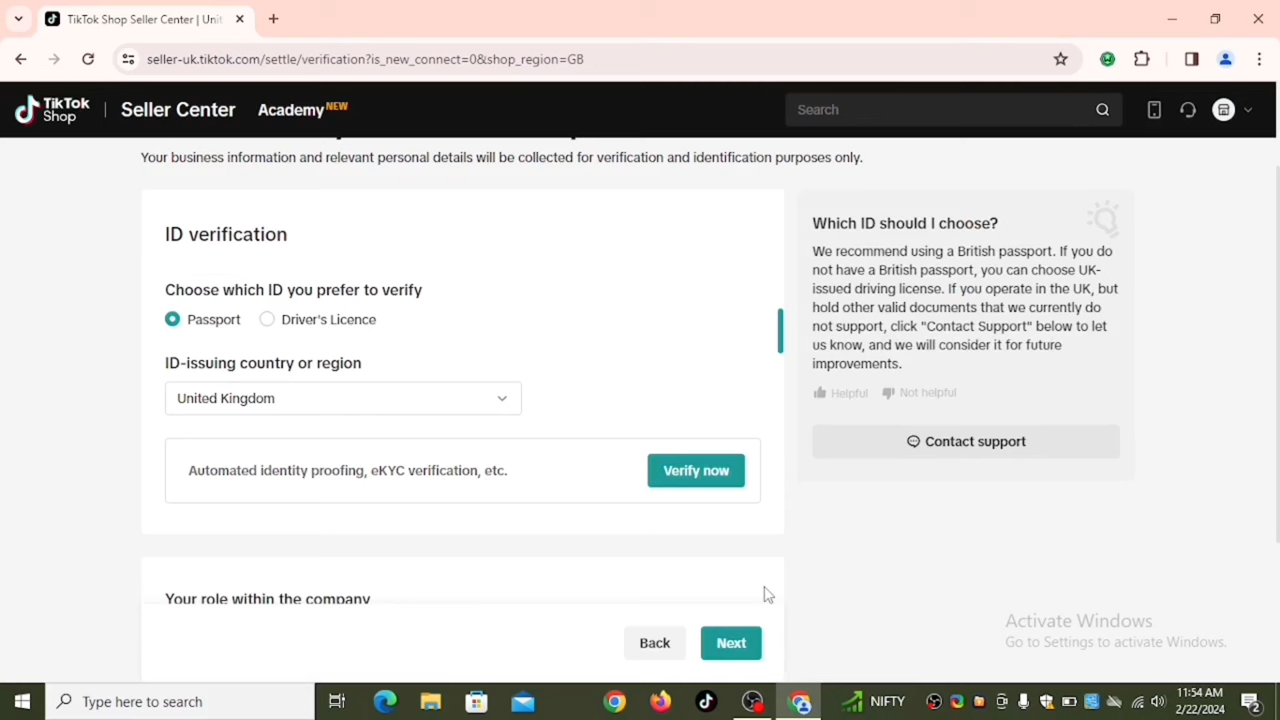 TikTok Shop Seller Center | Unit
seller-uk.tiktok.com/settle/verification?is_new_connect=0&shop_region=GB
TikTok Shop
Seller Center
Academy NEW
Search
Your business information and relevant personal details will be collected for verification and identification purposes only.
ID verification
Choose which ID you prefer to verify
Passport
Driver's Licence
ID-issuing country or region
United Kingdom
Automated identity proofing, eKYC verification, etc.
Verify now
Your role within the company
Back
Next
Which ID should I choose?
We recommend using a British passport. If you do
not have a British passport, you can choose UK-
issued driving license. If you operate in the UK, but
hold other valid documents that we currently do
not support, click "Contact Support" below to let
us know, and we will consider it for future
improvements.
Helpful
Not helpful
Contact support
Activate Windows
Go to Settings to activate Windows.
Type here to search
NIFTY
11:54 AM
2/22/2024
2